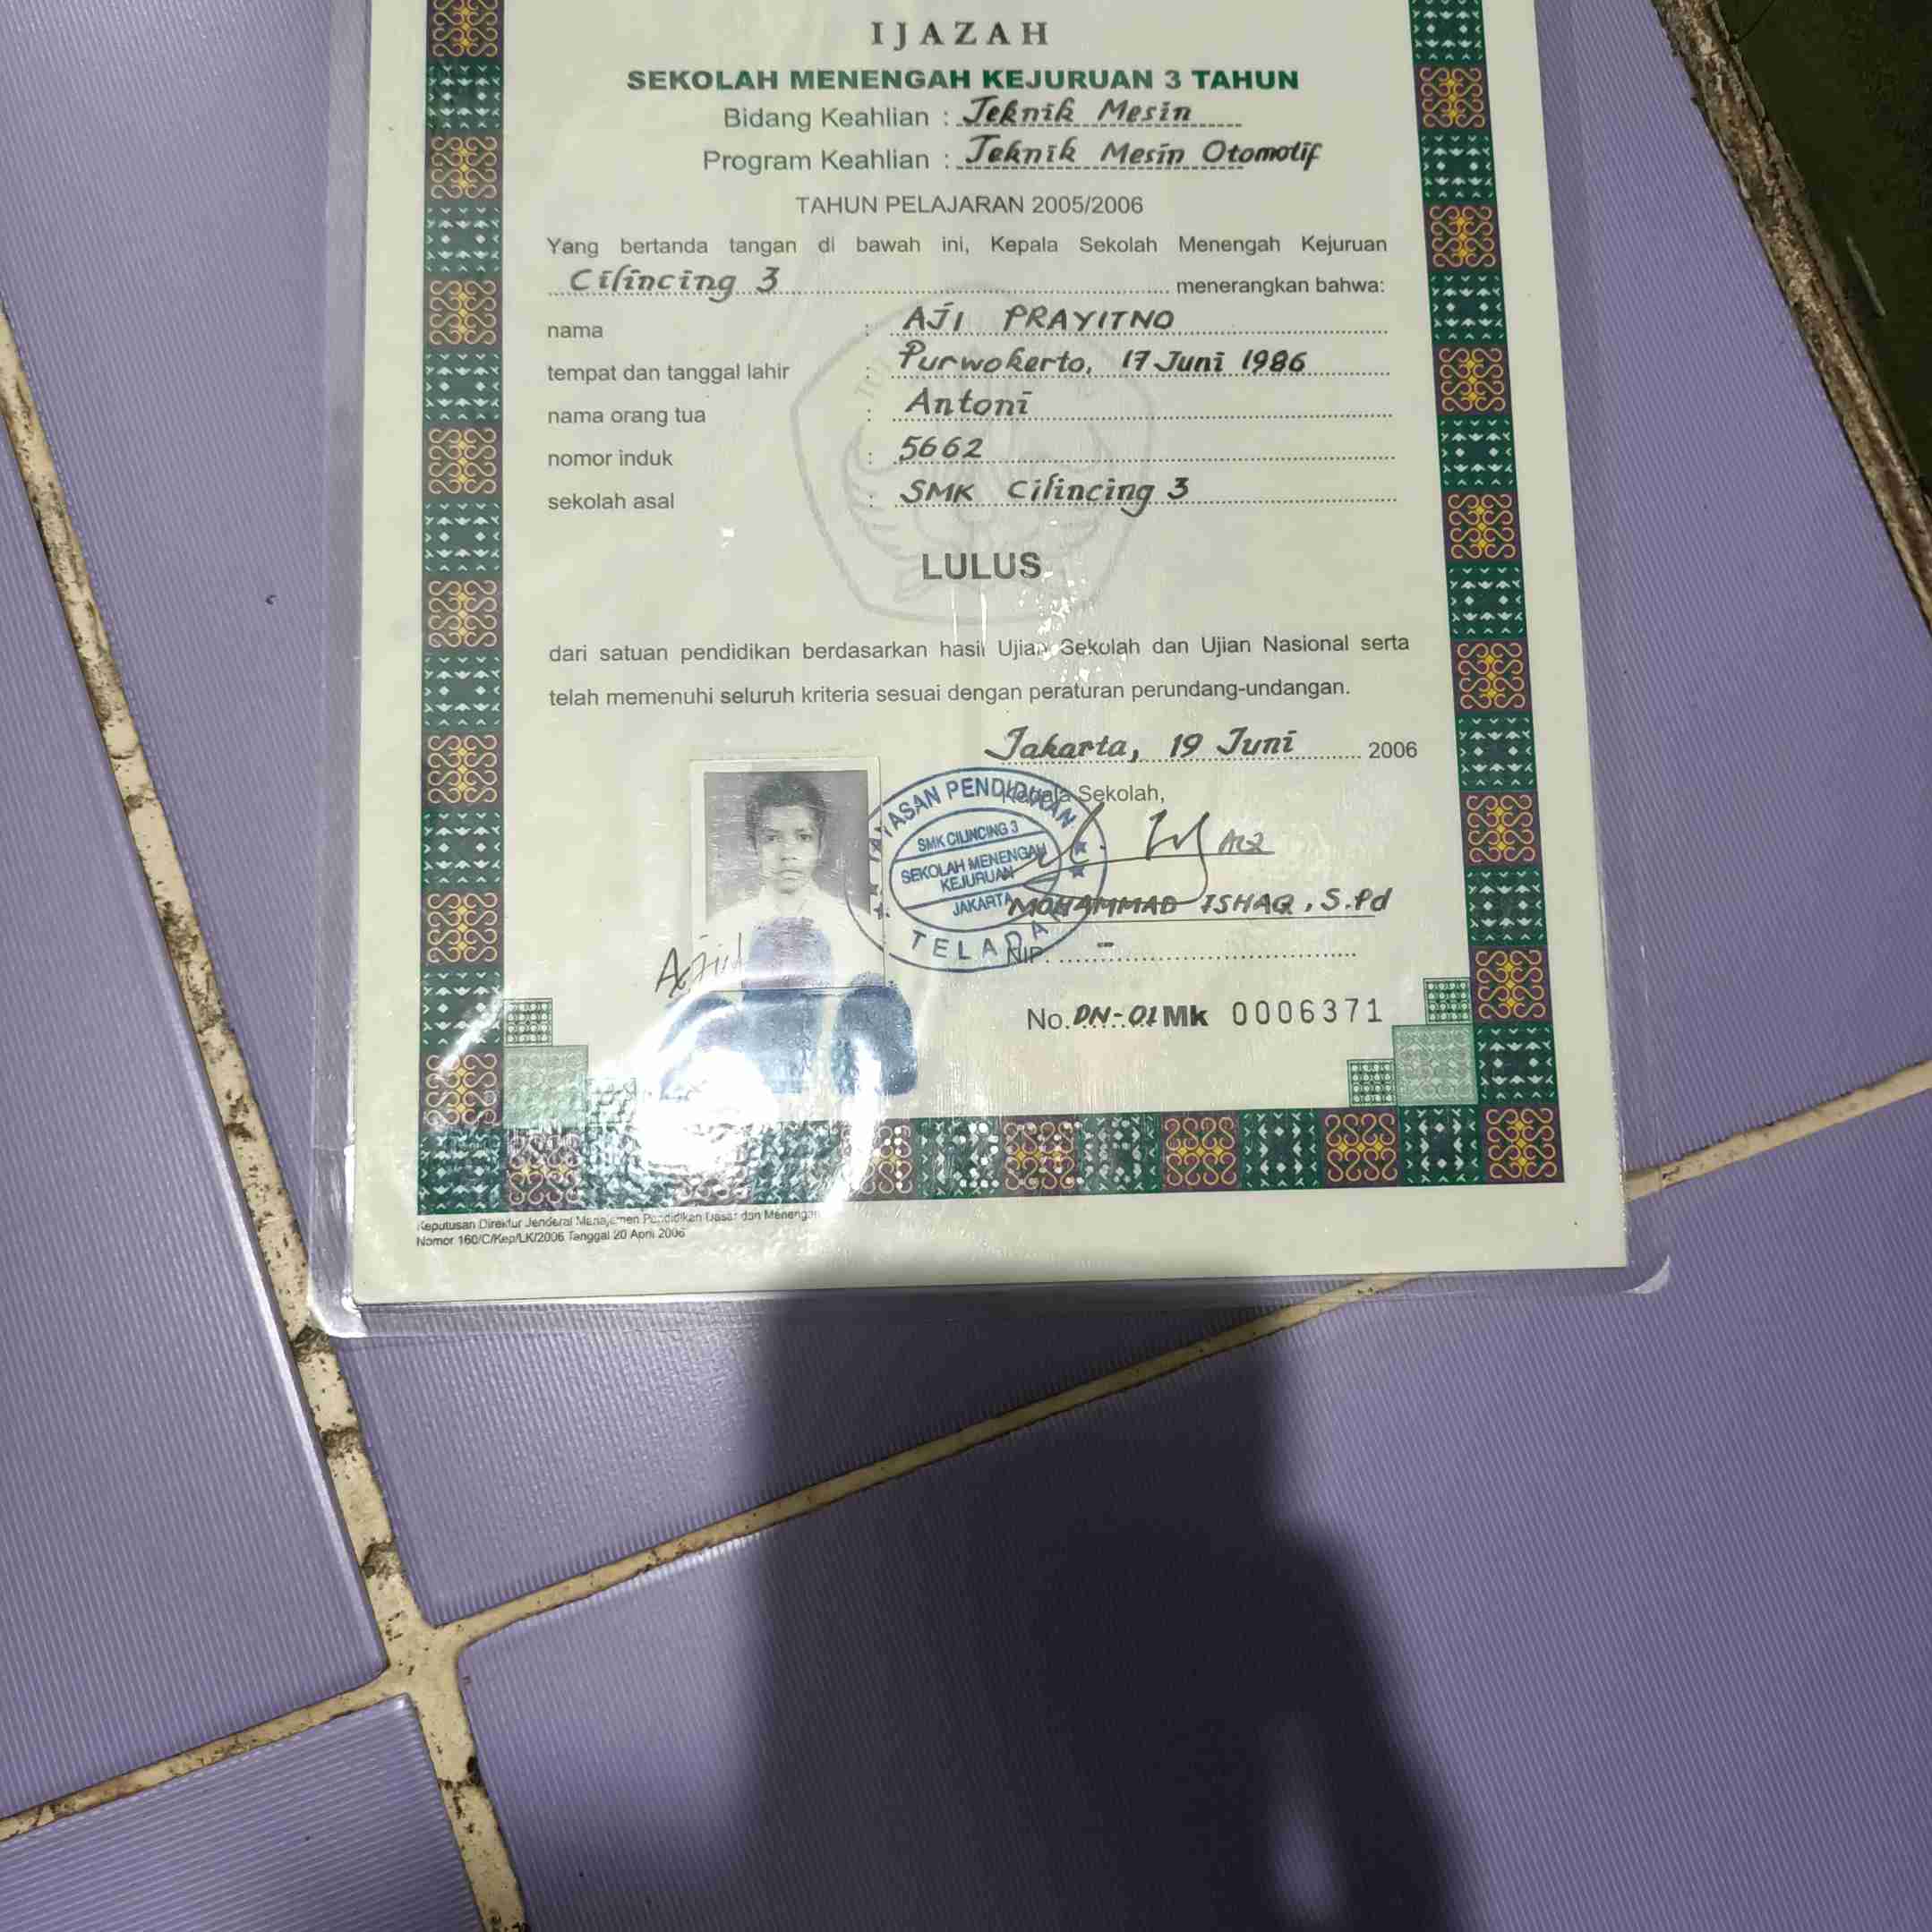 IJAZAH
SEKOLAH MENENGAH KEJURUAN 3 TAHUN
Bidang Keahlian : Teknik Mesin
Program Keahlian : Teknik Mesin Otomotif
TAHUN PELAJARAN 2005/2006
Yang bertanda tangan di bawah ini, Kepala Sekolah Menengah Kejuruan
Cilincing 3 menerangkan bahwa:
nama : AJI PRAYITNO
tempat dan tanggal lahir : Purwokerto, 17 Juni 1986
nama orang tua : Antoni
nomor induk : 5662
sekolah asal : SMK Cilincing 3
LULUS
dari satuan pendidikan berdasarkan hasil Ujian Sekolah dan Ujian Nasional serta
telah memenuhi seluruh kriteria sesuai dengan peraturan perundang-undangan.
Jakarta, 19 Juni 2006
Kepala Sekolah,
YAYASAN PENDIDIKAN
SMK CILINCING 3
SEKOLAH MENENGAH
KEJURUAN
JAKARTA
TELADAN
MOHAMMAD ISHAQ, S.Pd
NIP. -
No. DN-01 Mk 0006371
Keputusan Direktur Jenderal Manajemen Pendidikan Dasar dan Menengah
Nomor 160/C/Kep/LK/2006 Tanggal 20 April 2006